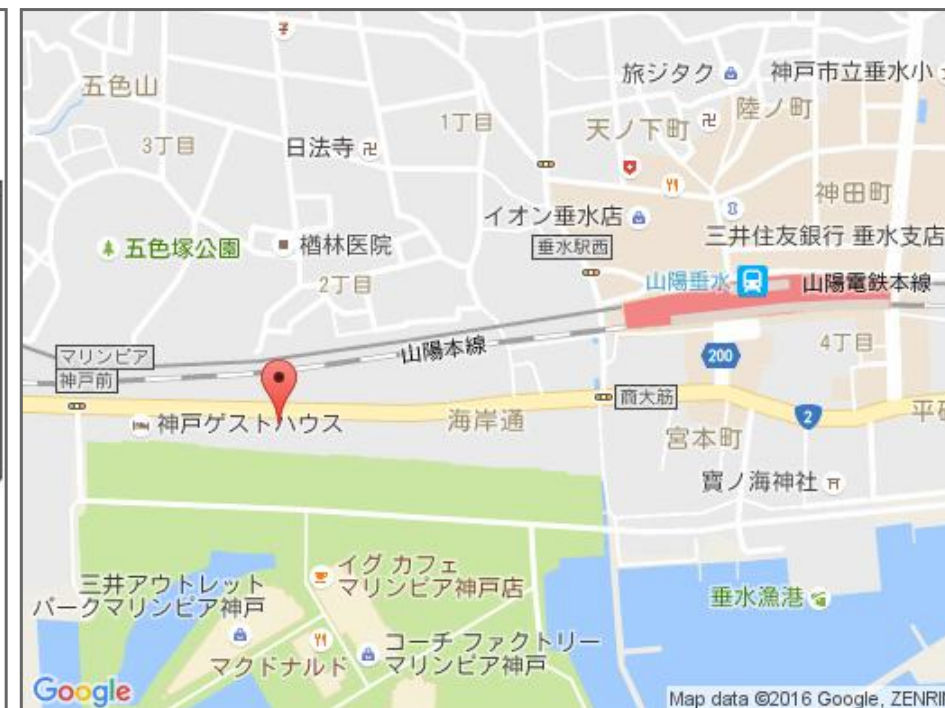 旅ジタク
神戸市立垂水小
五色山
陸ノ町
1丁目
天ノ下町
3丁目
日法寺
神田町
イオン垂水店
五色塚公園
楢林医院
垂水駅西
三井住友銀行 垂水支店
2丁目
山陽垂水
山陽電鉄本線
マリンピア
神戸前
山陽本線
200
4丁目
商大筋
神戸ゲストハウス
海岸通
2
平
宮本町
寶ノ海神社
イグ カフェ
マリンピア神戸店
三井アウトレット
パークマリンピア神戸
垂水漁港
マクドナルド
コーチ ファクトリー
マリンピア神戸
Google
Map data ©2016 Google, ZENRI